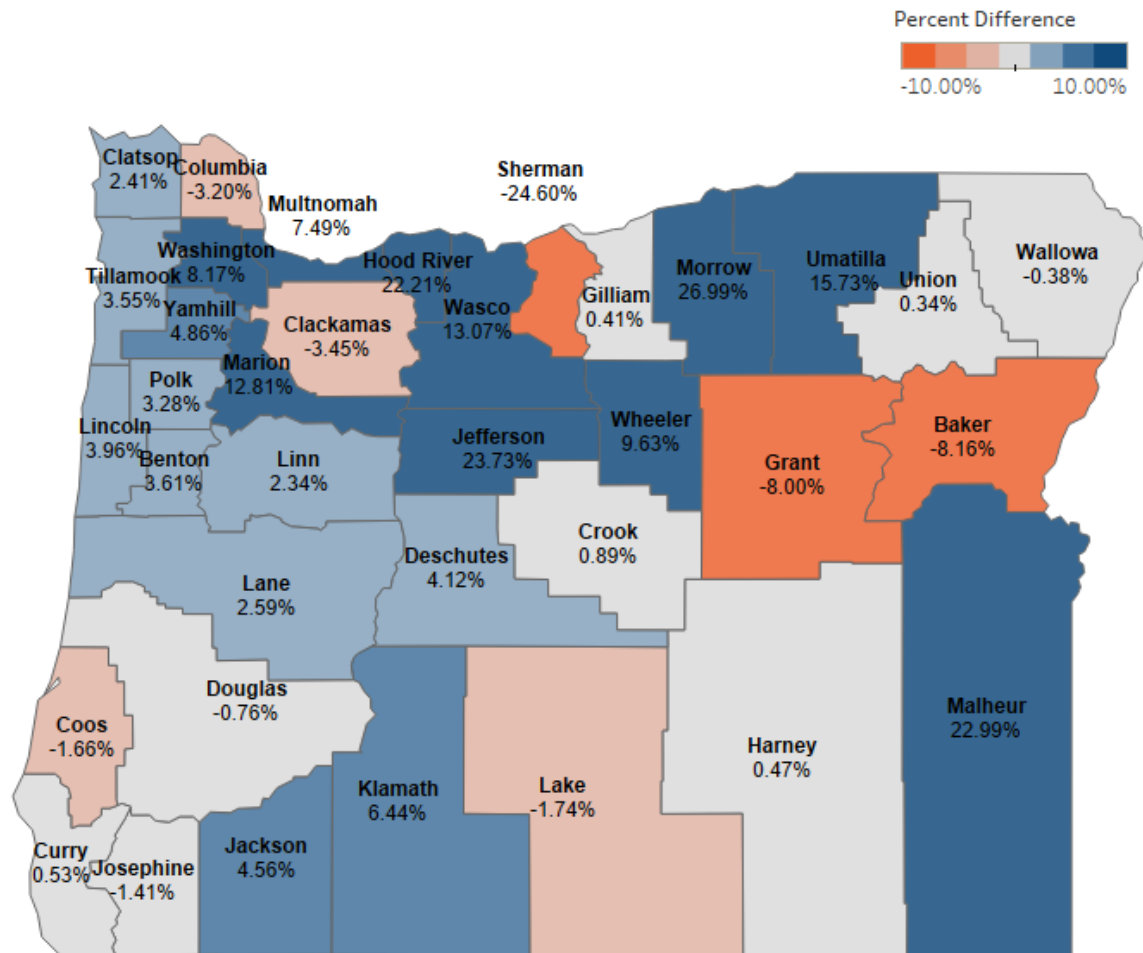 Percent Difference
-10.00% 10.00%
Clatsop
2.41%
Columbia
-3.20%
Multnomah
7.49%
Sherman
-24.60%
Washington
8.17%
Tillamook
3.55%
Yamhill
4.86%
Hood River
22.21%
Wasco
13.07%
Gilliam
0.41%
Morrow
26.99%
Umatilla
15.73%
Union
0.34%
Wallowa
-0.38%
Clackamas
-3.45%
Marion
12.81%
Polk
3.28%
Lincoln
3.96%
Benton
3.61%
Linn
2.34%
Jefferson
23.73%
Wheeler
9.63%
Grant
-8.00%
Baker
-8.16%
Crook
0.89%
Deschutes
4.12%
Lane
2.59%
Douglas
-0.76%
Coos
-1.66%
Klamath
6.44%
Lake
-1.74%
Harney
0.47%
Malheur
22.99%
Curry
0.53%
Josephine
-1.41%
Jackson
4.56%